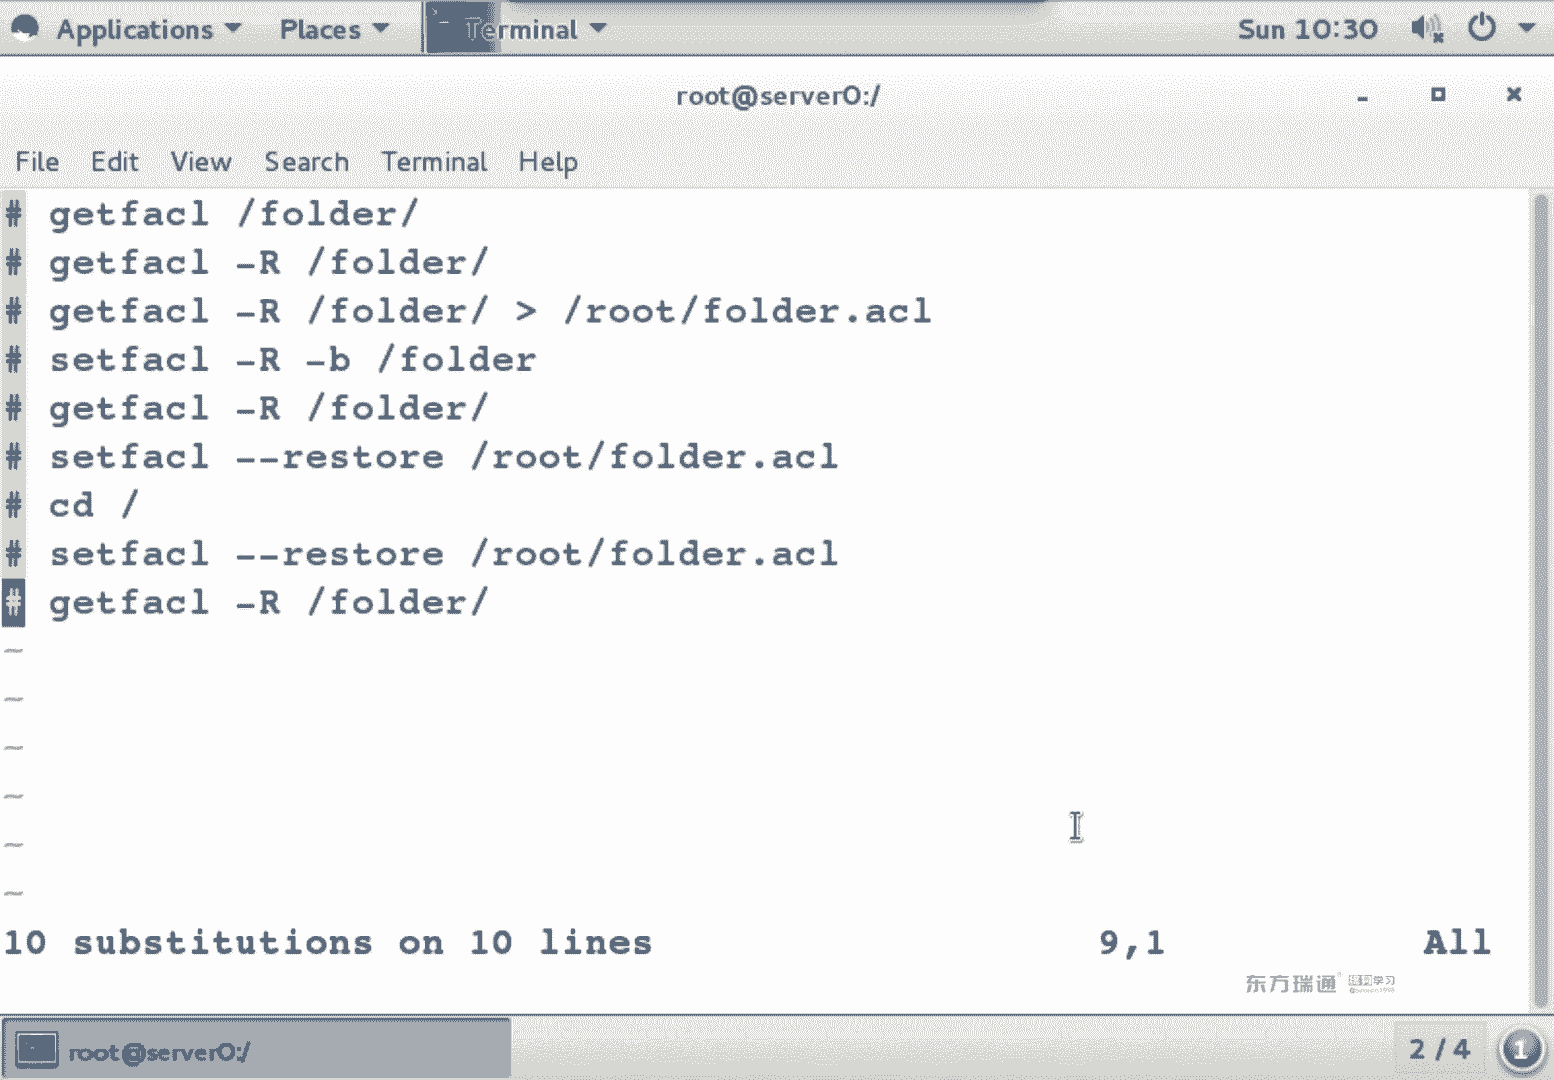 Applications Places Terminal Sun 10:30
root@server0:/
File Edit View Search Terminal Help
# getfacl /folder/
# getfacl -R /folder/
# getfacl -R /folder/ > /root/folder.acl
# setfacl -R -b /folder
# getfacl -R /folder/
# setfacl --restore /root/folder.acl
# cd /
# setfacl --restore /root/folder.acl
# getfacl -R /folder/
~
~
~
~
~
~
10 substitutions on 10 lines 9,1 All
东方瑞通 学习
root@server0:/ 2 / 4 1